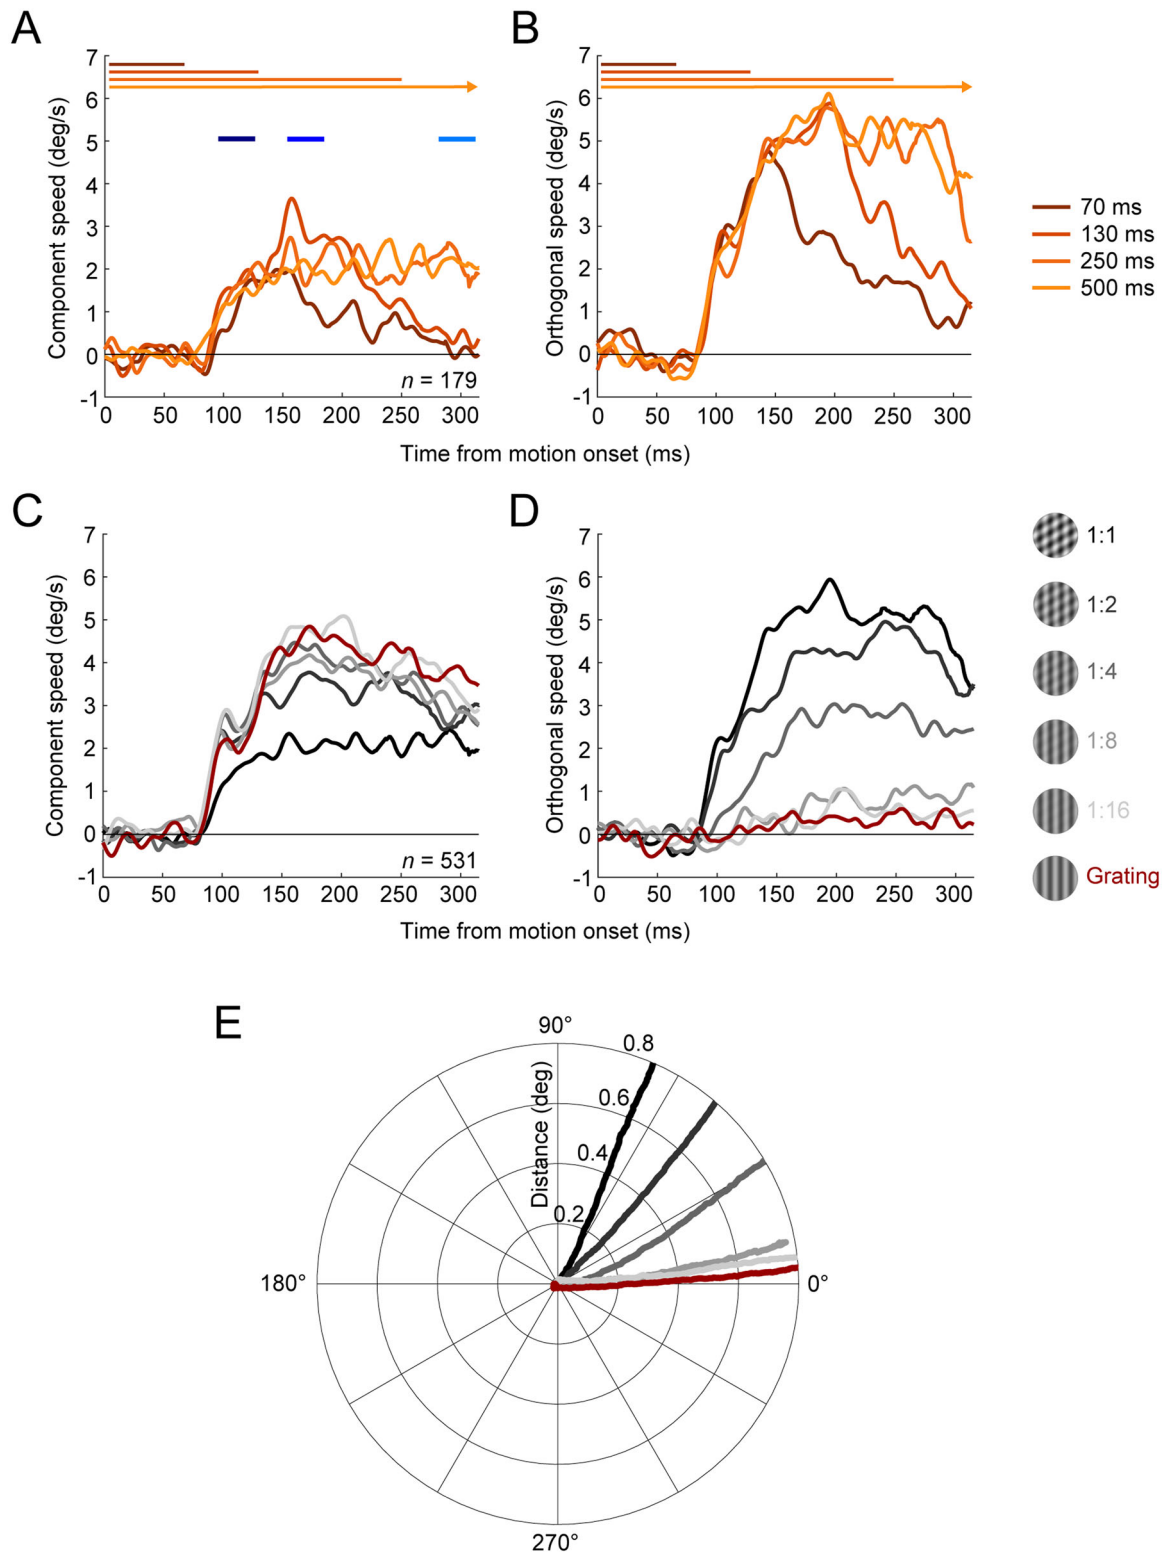 A
Component speed (deg/s)
7
6
5
4
3
2
1
0
-1
0 50 100 150 200 250 300
n = 179
B
Orthogonal speed (deg/s)
7
6
5
4
3
2
1
0
-1
0 50 100 150 200 250 300
70 ms
130 ms
250 ms
500 ms
Time from motion onset (ms)
C
Component speed (deg/s)
7
6
5
4
3
2
1
0
-1
0 50 100 150 200 250 300
n = 531
D
Orthogonal speed (deg/s)
7
6
5
4
3
2
1
0
-1
0 50 100 150 200 250 300
1:1
1:2
1:4
1:8
1:16
Grating
Time from motion onset (ms)
E
90°
0.8
0.6
0.4
0.2
Distance (deg)
180°
0°
270°